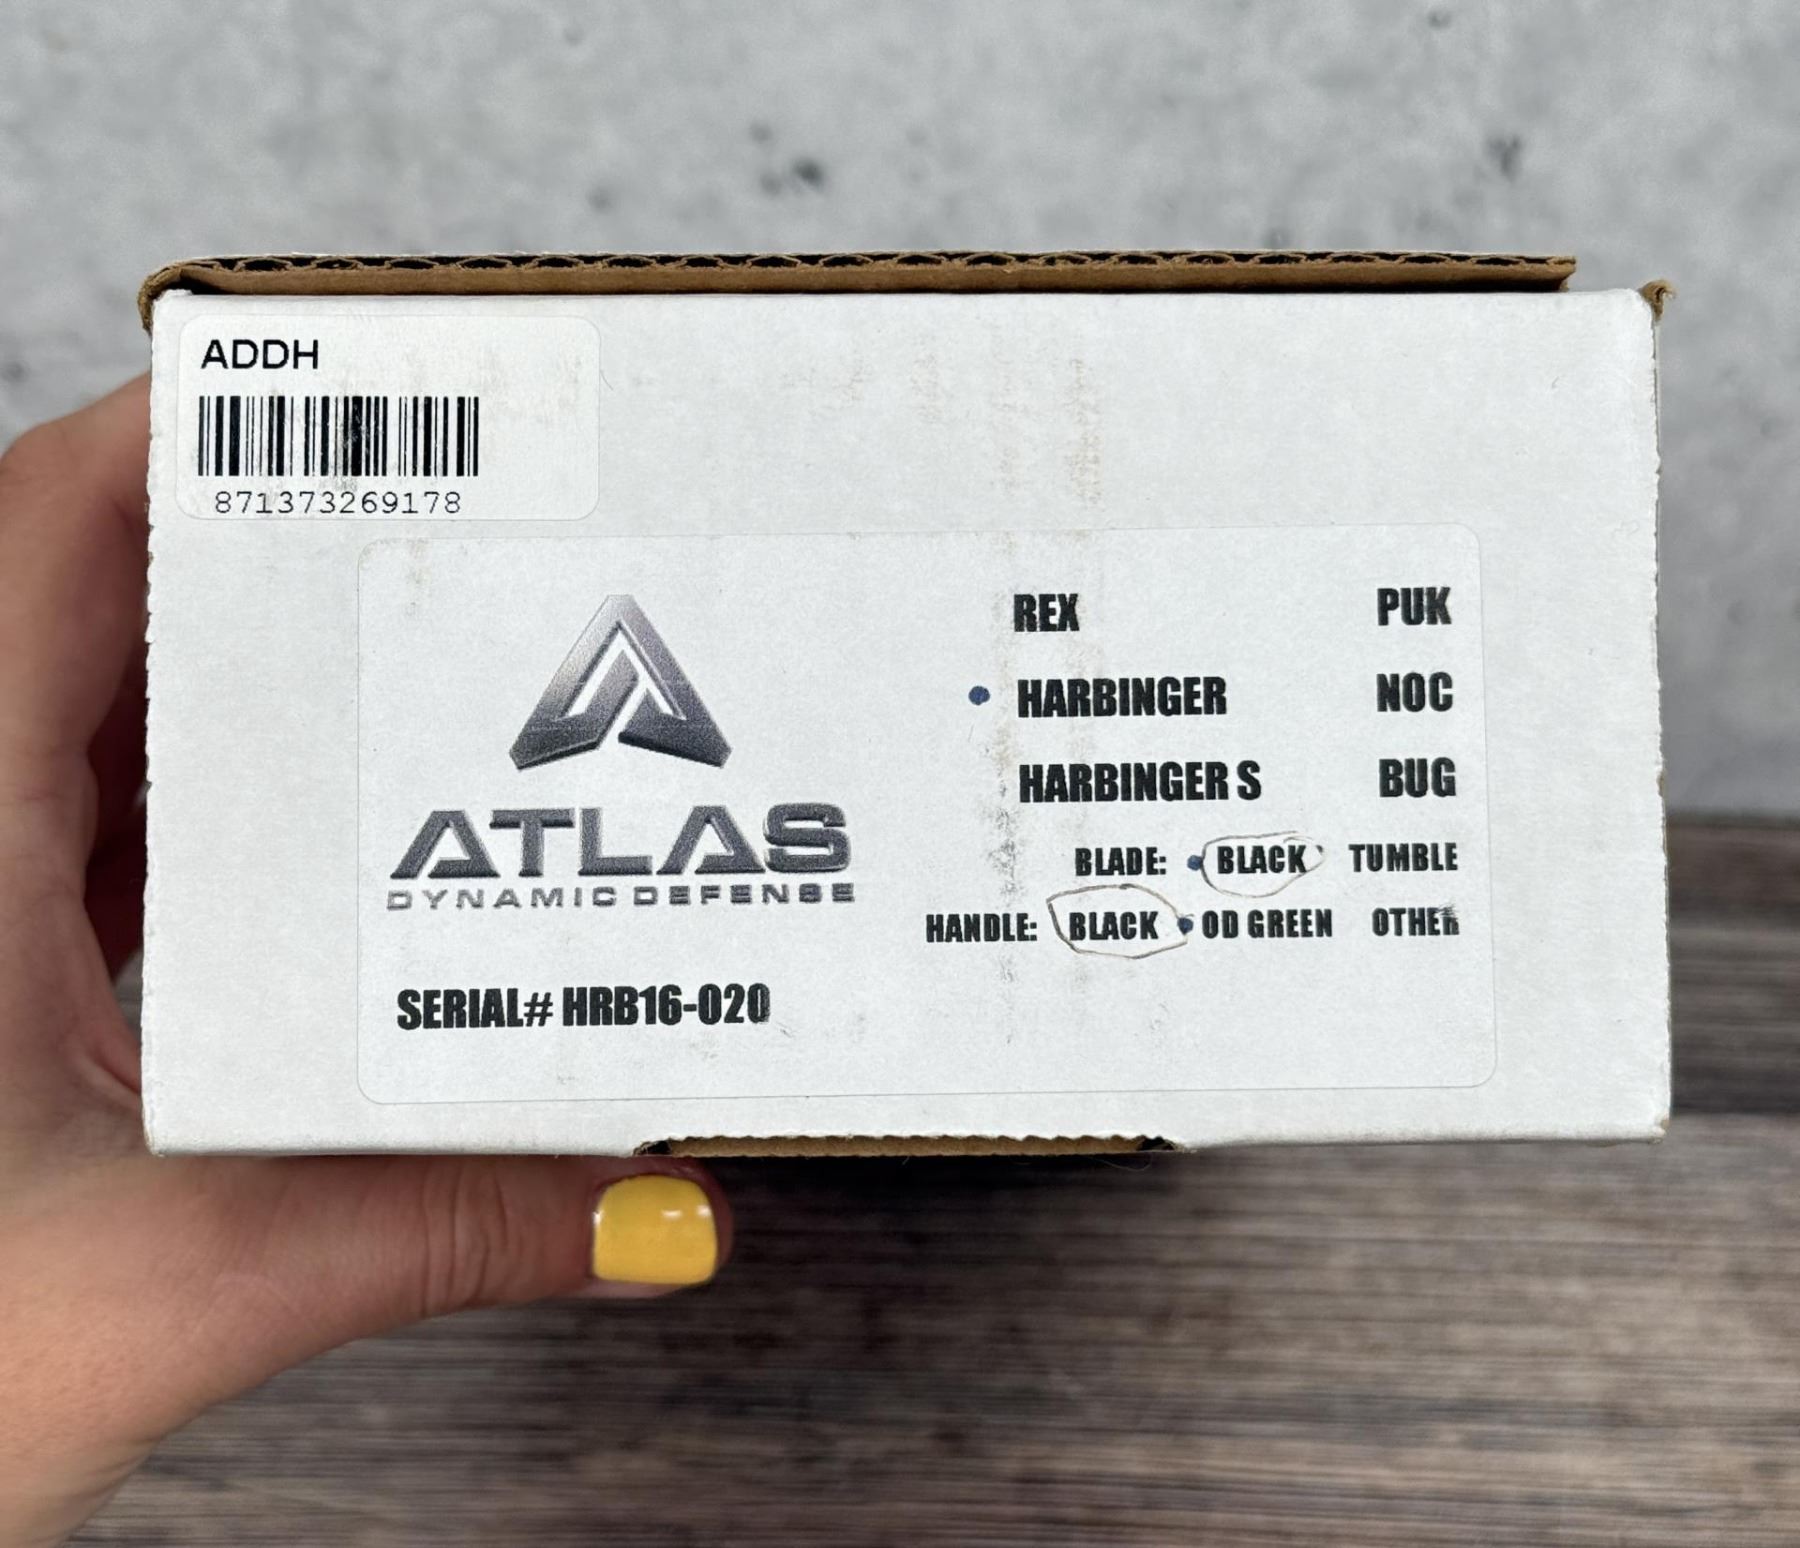 ADDH
871373269178
ATLAS
DYNAMIC DEFENSE
SERIAL# HRB16-020
REX PUK
HARBINGER NOC
HARBINGER S BUG
BLADE: BLACK TUMBLE
HANDLE: BLACK OD GREEN OTHER